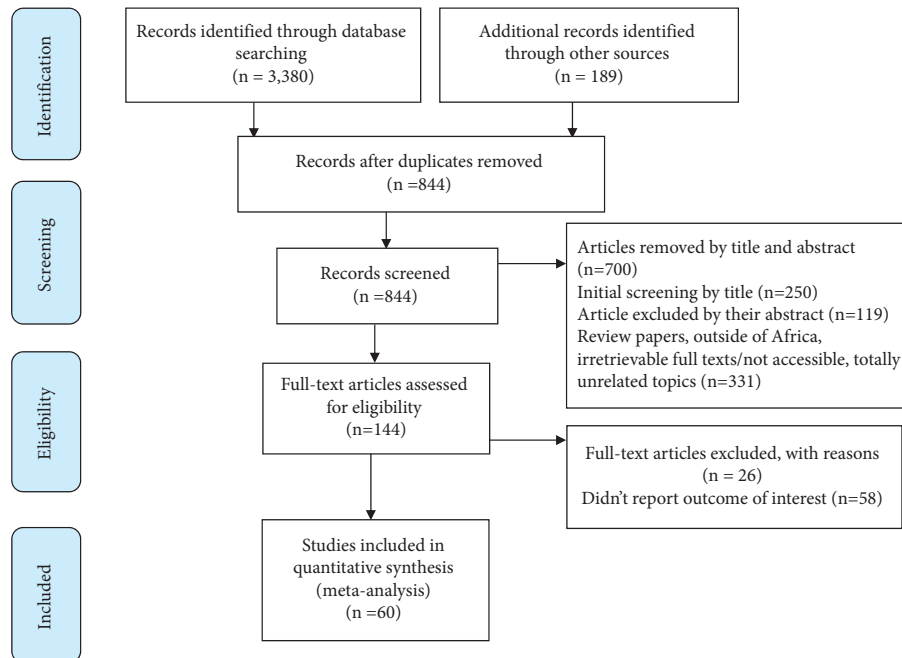 Identification
Records identified through database
searching
(n = 3,380)
Additional records identified
through other sources
(n = 189)
Records after duplicates removed
(n =844)
Screening
Records screened
(n =844)
Articles removed by title and abstract
(n=700)
Initial screening by title (n=250)
Article excluded by their abstract (n=119)
Review papers, outside of Africa,
irretrievable full texts/not accessible, totally
unrelated topics (n=331)
Eligibility
Full-text articles assessed
for eligibility
(n=144)
Full-text articles excluded, with reasons
(n = 26)
Didn't report outcome of interest (n=58)
Included
Studies included in
quantitative synthesis
(meta-analysis)
(n =60)